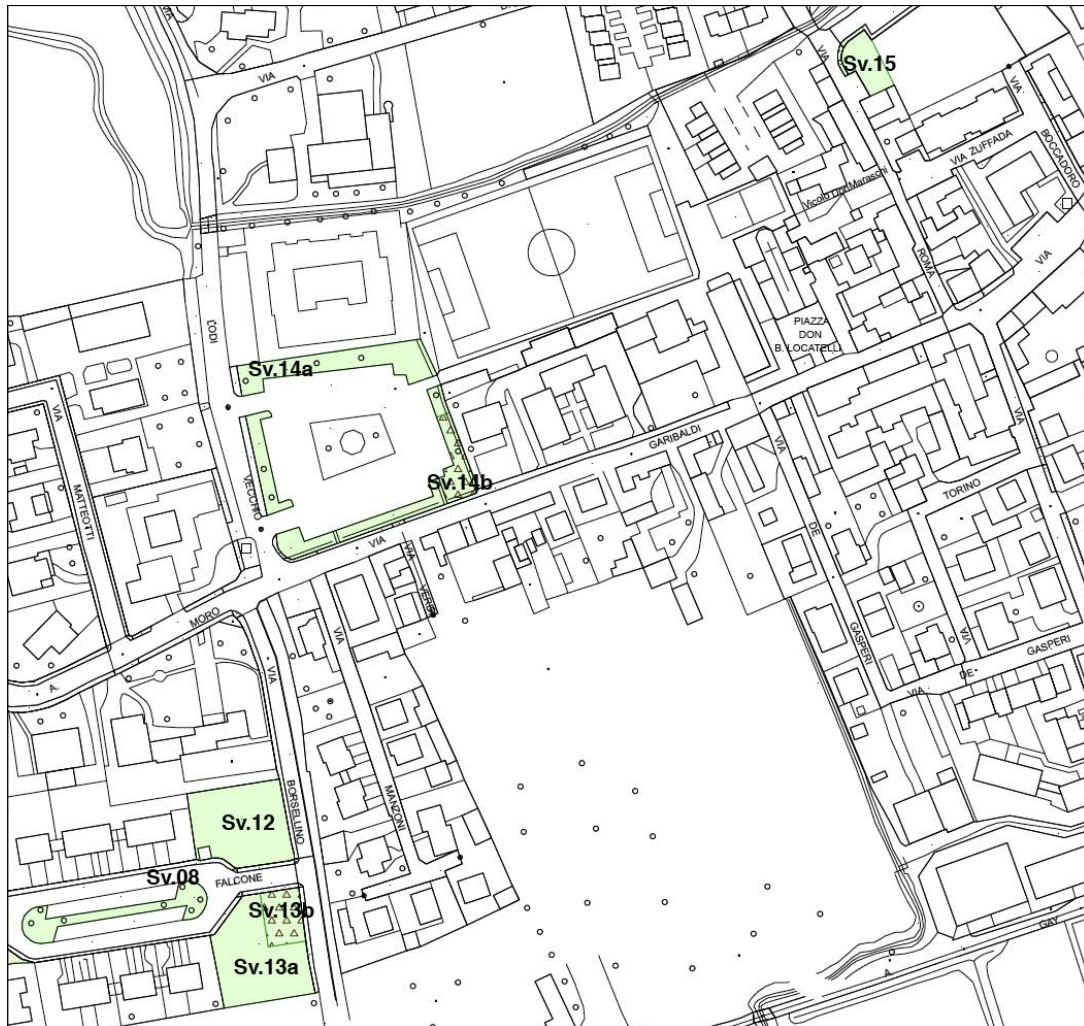 VIA
VIA
Sv.15
VIA
VIA ZUFFADA
BOCCADORO
Vicolo Don Maraschi
ROMA
VIA
LODI
PIAZZA
DON
B. LOCATELLI
Sv.14a
VIA
GARIBALDI
VIA
VIA
MATTEOTTI
VECCHIO
Sv.14b
TORINO
DE
VIA
VIA
MORO
VIA
VIA
VIA
GASPERI
GASPERI
A.
VIA
DE
BORSELLINO
MANZONI
Sv.12
Sv.08
FALCONE
Sv.13b
Sv.13a
GAY
A.